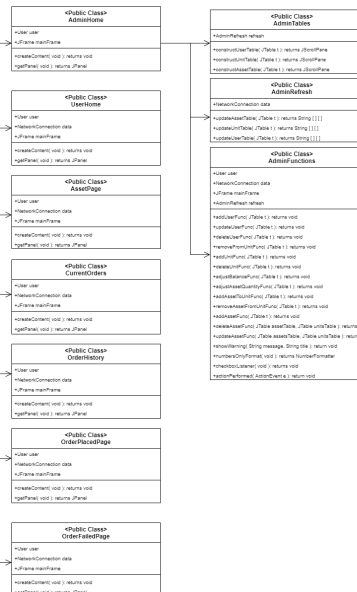 <Public Class>
AdminHome
+User user
+JFrame mainFrame
+createContent( void ): returns void
+getPanel( void ): returns JPanel
<Public Class>
UserHome
+User user
+NetworkConnection data
+JFrame mainFrame
+createContent( void ): returns void
+getPanel( void ): returns JPanel
<Public Class>
AssetPage
+User user
+NetworkConnection data
+JFrame mainFrame
+createContent( void ): returns void
+getPanel( void ): returns JPanel
<Public Class>
CurrentOrders
+User user
+NetworkConnection data
+JFrame mainFrame
+createContent( void ): returns void
+getPanel( void ): returns JPanel
<Public Class>
OrderHistory
+User user
+NetworkConnection data
+JFrame mainFrame
+createContent( void ): returns void
+getPanel( void ): returns JPanel
<Public Class>
OrderPlacedPage
+User user
+NetworkConnection data
+JFrame mainFrame
+createContent( void ): returns void
+getPanel( void ): returns JPanel
<Public Class>
OrderFailedPage
+User user
+NetworkConnection data
+JFrame mainFrame
+createContent( void ): returns void
+getPanel( void ): returns JPanel
<Public Class>
AdminTables
+AdminRefresh refresh
+constructUserTable( JTable t ): returns JScrollPane
+constructUnitTable( JTable t ): returns JScrollPane
+constructAssetTable( JTable t ): returns JScrollPane
<Public Class>
AdminRefresh
+NetworkConnection data
+updateAssetTable( JTable t ): returns String [ ] [ ]
+updateUnitTable( JTable t ): returns String [ ] [ ]
+updateUserTable( JTable t ): returns String [ ] [ ]
<Public Class>
AdminFunctions
+User user
+NetworkConnection data
+JFrame mainFrame
+AdminRefresh refresh
+addUserFunc( JTable t ): returns void
+updateUserFunc( JTable t ): returns void
+deleteUserFunc( JTable t ): returns void
+removeFromUnitFunc( JTable t ): returns void
+addUnitFunc( JTable t ): returns void
+deleteUnitFunc( JTable t ): returns void
+adjustBalanceFunc( JTable t ): returns void
+adjustAssetQuantityFunc( JTable t ): returns void
+addAssetToUnitFunc( JTable t ): returns void
+removeAssetFromUnitFunc( JTable t ): returns void
+addAssetFunc( JTable t ): returns void
+deleteAssetFunc( JTable assetTable, JTable unitsTable ): returns
+updateAssetFunc( JTable assetsTable, JTable unitsTable ): return
+showWarning( String message, String title ): return void
+numbersOnlyFormat( void ): returns NumberFormatter
+checkboxListener( void ): returns void
+actionPerformed( ActionEvent e ): return void